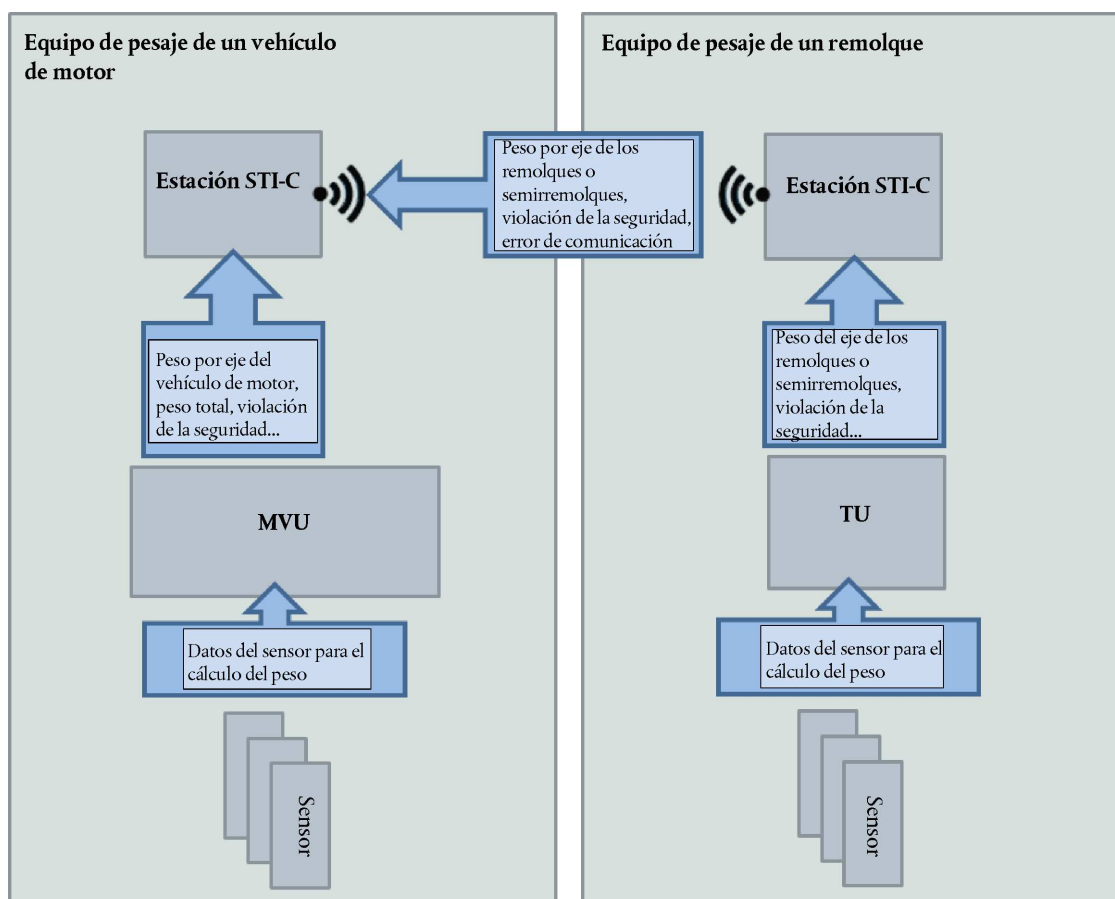 Equipo de pesaje de un vehículo
de motor
Estación STI-C
Peso por eje del
vehículo de motor,
peso total, violación
de la seguridad...
MVU
Datos del sensor para el
cálculo del peso
Sensor
Peso por eje de los
remolques o
semirremolques,
violación de la seguridad,
error de comunicación
Equipo de pesaje de un remolque
Estación STI-C
Peso del eje de los
remolques o
semirremolques,
violación de la
seguridad...
TU
Datos del sensor para el
cálculo del peso
Sensor